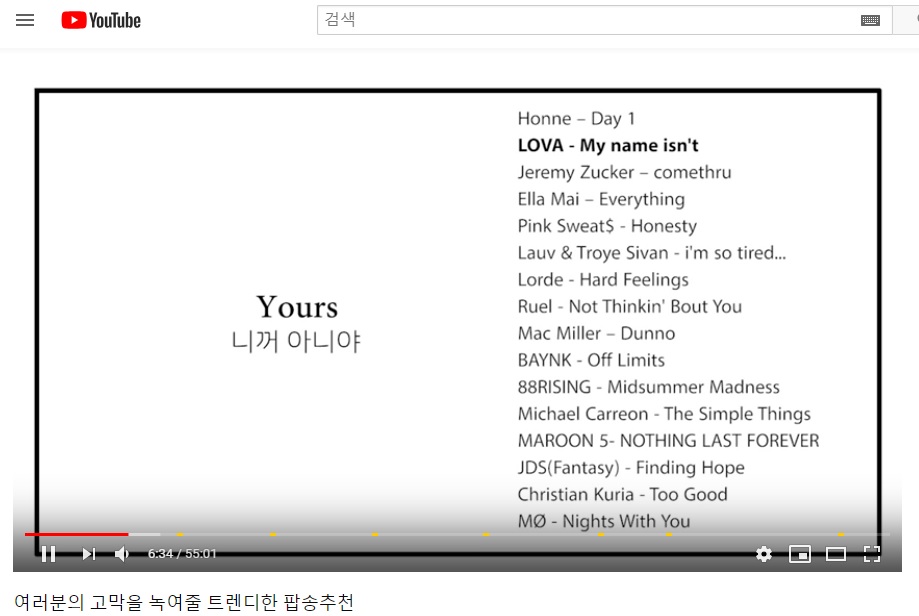 YouTube
검색
Honne – Day 1
LOVA - My name isn't
Jeremy Zucker – comethru
Ella Mai – Everything
Pink Sweat$ - Honesty
Lauv & Troye Sivan - i'm so tired...
Lorde - Hard Feelings
Ruel - Not Thinkin' Bout You
Mac Miller – Dunno
BAYNK - Off Limits
88RISING - Midsummer Madness
Michael Carreon - The Simple Things
MAROON 5- NOTHING LAST FOREVER
JDS(Fantasy) - Finding Hope
Christian Kuria - Too Good
MØ - Nights With You
Yours
니꺼 아니야
6:34 / 55:01
여러분의 고막을 녹여줄 트렌디한 팝송추천